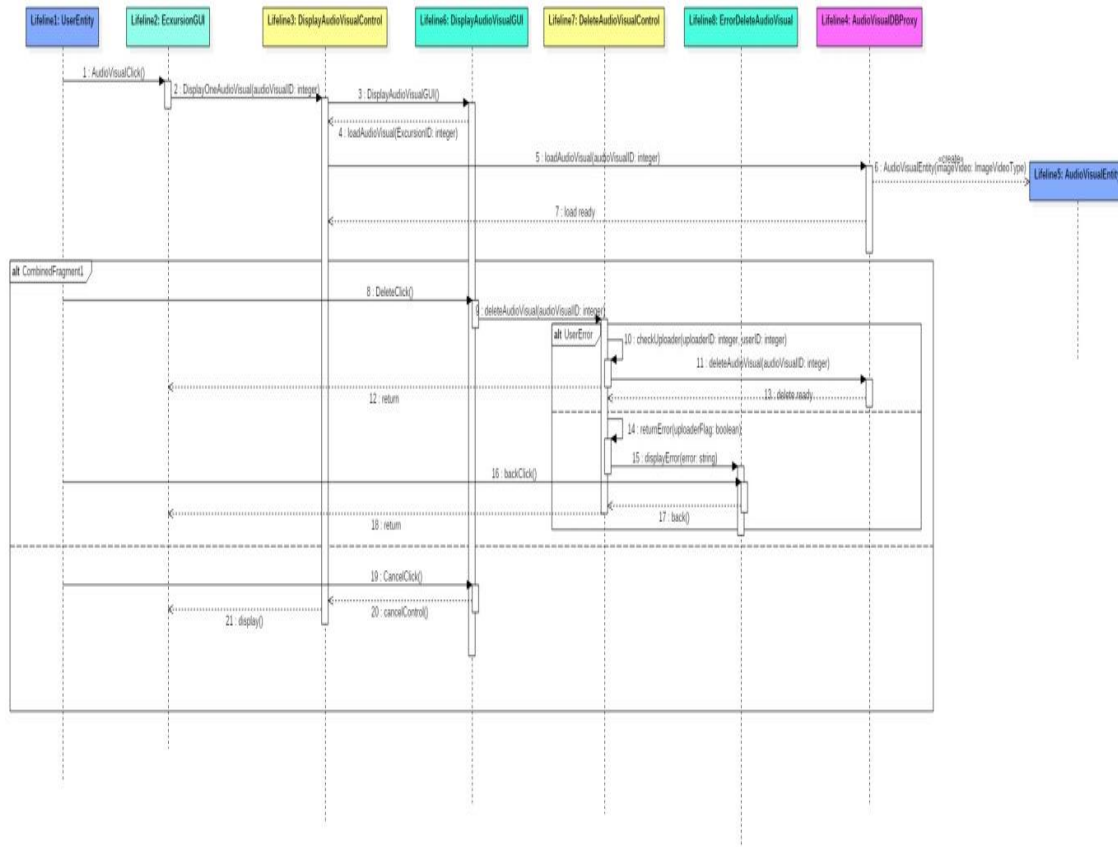 Lifeline1: UserEntity
Lifeline2: EcxursionGUI
Lifeline3: DisplayAudioVisualControl
Lifeline6: DisplayAudioVisualGUI
Lifeline7: DeleteAudioVisualControl
Lifeline8: ErrorDeleteAudioVisual
Lifeline4: AudioVisualDBProxy
1 : AudioVisualClick()
2 : DisplayOneAudioVisual(audioVisualID: integer)
3 : DisplayAudioVisualGUI()
4 : loadAudioVisual(ExcursionID: integer)
5 : loadAudioVisual(audioVisualID: integer)
«create»
6 : AudioVisualEntity(imageVideo: ImageVideoType)
Lifeline5: AudioVisualEntity
7 : load ready
alt CombinedFragment1
8 : DeleteClick()
9 : deleteAudioVisual(audioVisualID: integer)
alt UserError
10 : checkUploader(uploaderID: integer, userID: integer)
11 : deleteAudioVisual(audioVisualID: integer)
12 : return
13 : delete ready
14 : returnError(uploaderFlag: boolean)
15 : displayError(error: string)
16 : backClick()
17 : back()
18 : return
19 : CancelClick()
20 : cancelControl()
21 : display()